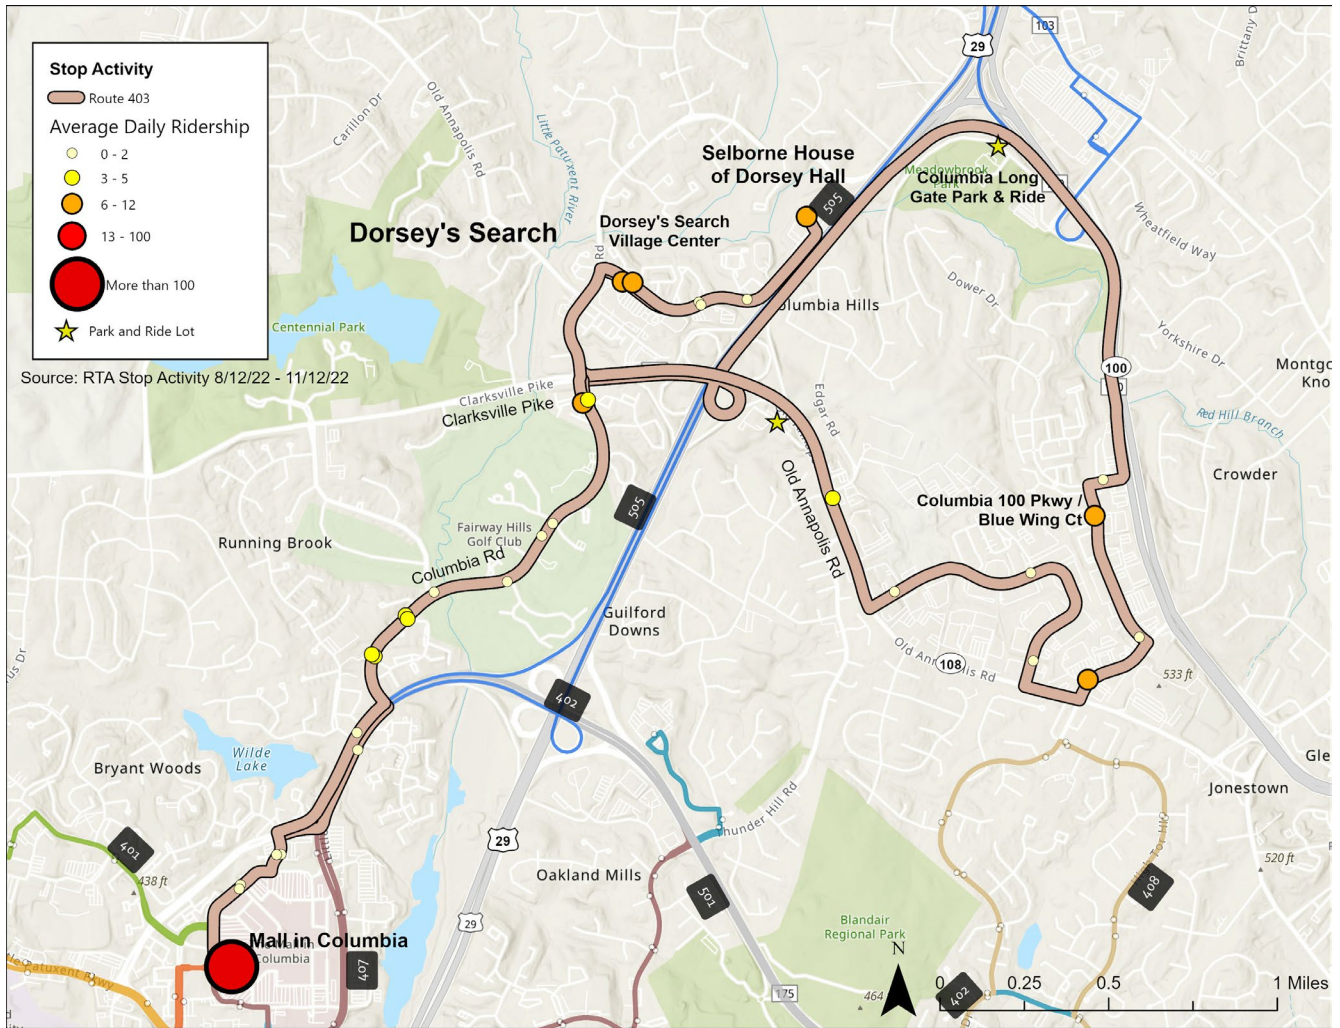 Stop Activity
Route 403
Average Daily Ridership
0 - 2
3 - 5
6 - 12
13 - 100
More than 100
Park and Ride Lot
Source: RTA Stop Activity 8/12/22 - 11/12/22
29
103
Carillon Dr
Old Annapolis Rd
Little Patuxent River
Selborne House
of Dorsey Hall
505
Meadowbrook
Park
Columbia Long
Gate Park & Ride
Wheatfield Way
Dorsey's Search
Dorsey's Search
Village Center
Rd
Dower Dr
Yorkshire Dr
Centennial Park
olumbia Hills
100
Clarksville Pike
Clarksville Pike
Edgar Rd
Red Hill Branch
Crowder
Old Annapolis Rd
505
Columbia 100 Pkwy /
Blue Wing Ct
Fairway Hills
Golf Club
Running Brook
Columbia Rd
Guilford
Downs
108
533 ft
402
Wilde
Lake
Bryant Woods
Jonestown
Thunder Hill Rd
29
401
438 ft
520 ft
Oakland Mills
501
408
29
Blandair
Regional Park
Mall in Columbia
Columbia
407
N
175
464
402
0
0.25
0.5
1 Miles